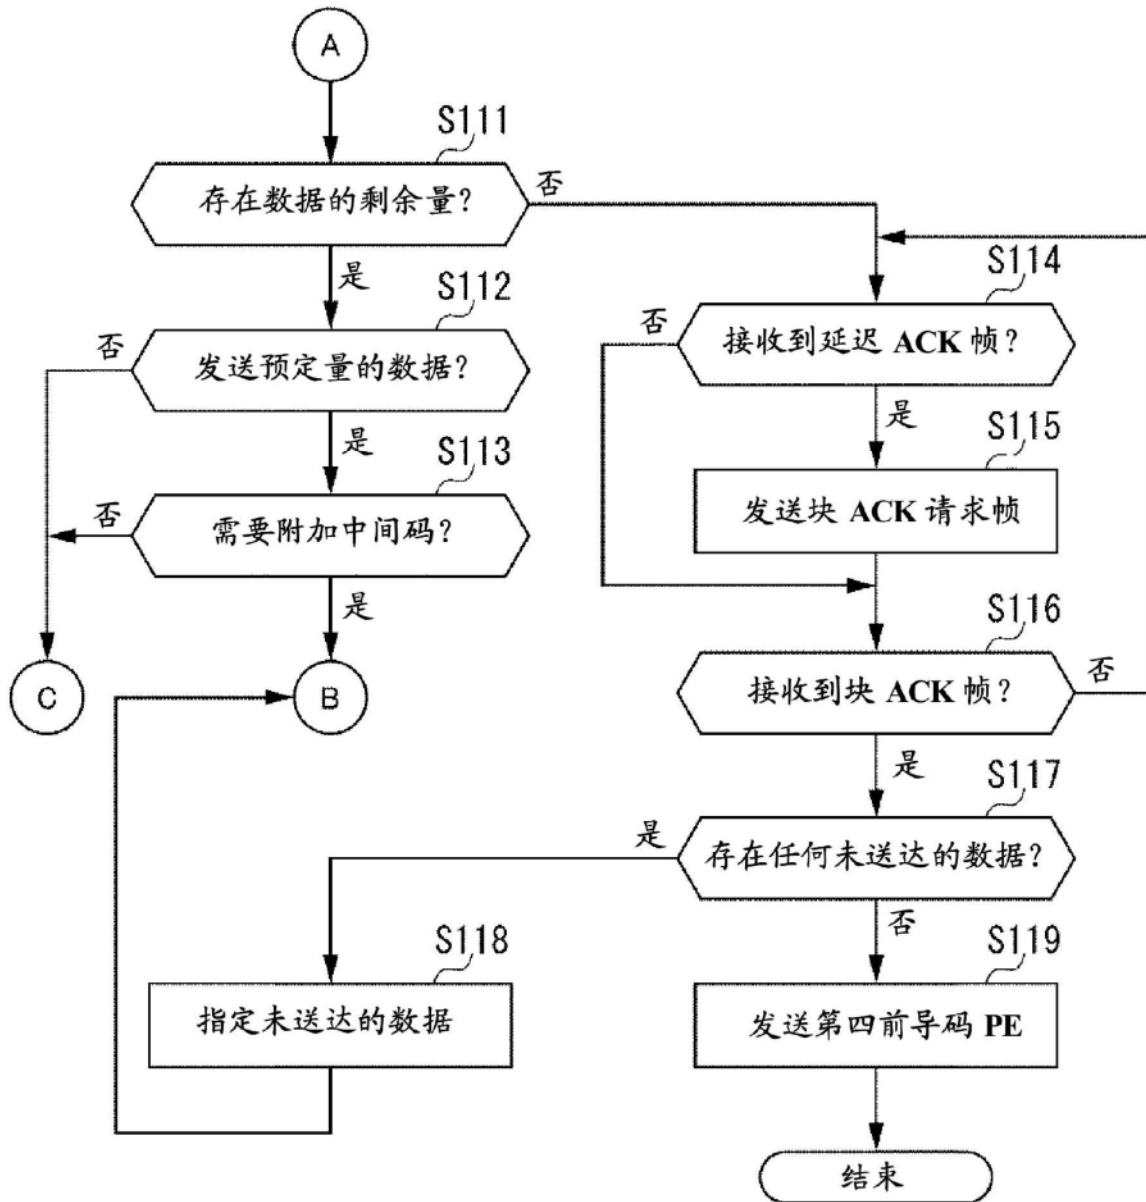 A
S111
存在数据的剩余量?
否
是
S112
否
发送预定量的数据?
是
S113
否
需要附加中间码?
是
C
B
S114
否
接收到延迟 ACK 帧?
是
S115
发送块 ACK 请求帧
S116
接收到块 ACK 帧?
否
是
S117
是
存在任何未送达的数据?
否
S118
指定未送达的数据
S119
发送第四前导码 PE
结束